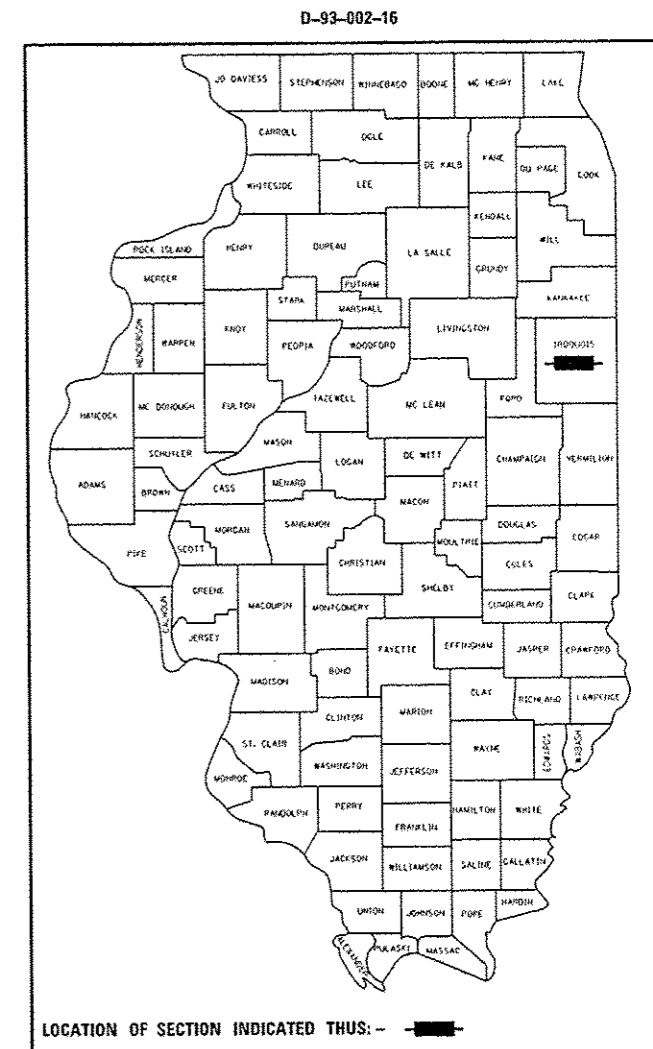 D-93-002-16
JO DAVIESS STEPHENSON WINNEBAGO BOONE MC HENRY LAKE
CARROLL OGLE
DE KALB KANE DU PAGE COOK
WHITESIDE LEE
KENDALL
ROCK ISLAND HENRY BUREAU LA SALLE WILL
MERCER PUTNAM GRUNDY
STARK MARSHALL KANKAKEE
HENDERSON WARREN KNOX LIVINGSTON
PEORIA WOODFORD IROQUOIS
HANCOCK MC DONOUGH FULTON TAZEWELL MC LEAN FORD
MASON
SCHUYLER LOGAN DE WITT CHAMPAIGN VERMILION
ADAMS BROWN CASS MENARD PIATT
MACON
MORGAN SANGAMON DOUGLAS
PIKE SCOTT MOULTRIE EDGAR
CHRISTIAN COLES
GREENE SHELBY
CALHOUN MACOUPIN MONTGOMERY CUMBERLAND CLARK
JERSEY
FAYETTE EFFINGHAM JASPER CRAWFORD
MADISON BOND
CLAY RICHLAND LAWRENCE
CLINTON MARION
ST. CLAIR
WAYNE EDWARDS WABASH
MONROE WASHINGTON JEFFERSON
RANDOLPH PERRY HAMILTON WHITE
FRANKLIN
JACKSON WILLIAMSON SALINE GALLATIN
UNION JOHNSON POPE HARDIN
ALEXANDER PULASKI MASSAC
LOCATION OF SECTION INDICATED THUS: -